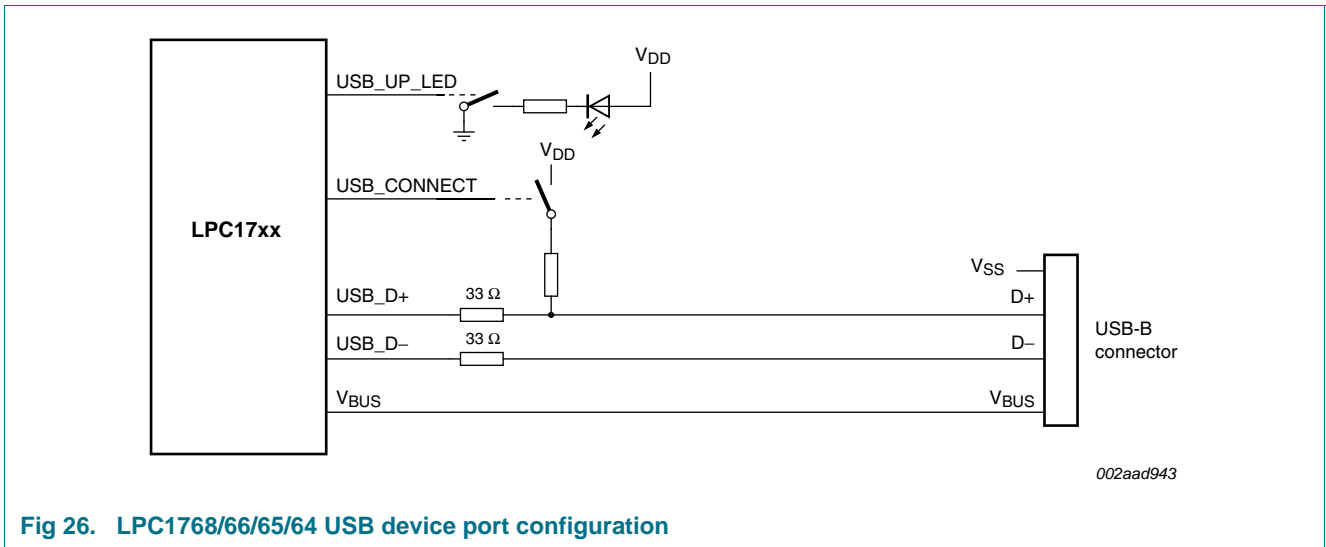 V_DD
USB_UP_LED
V_DD
USB_CONNECT
LPC17xx
V_SS
USB_D+ 33 Ω D+
USB-B
connector
USB_D− 33 Ω D−
V_BUS V_BUS
002aad943
Fig 26. LPC1768/66/65/64 USB device port configuration